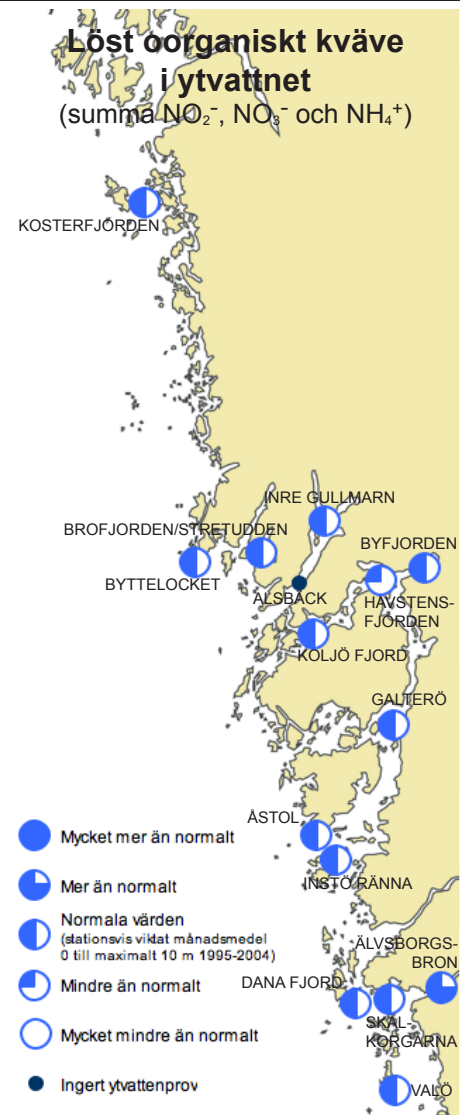 Löst oorganiskt kväve
i ytvattnet
(summa NO₂⁻, NO₃⁻ och NH₄⁺)
KOSTERFJORDEN
INRE GULLMARN
BROFJORDEN/STRETUDDEN
BYFJORDEN
BYTTELOCKET
ALSBÄCK
HAVSTENS-
FJORDEN
KOLJÖ FJORD
GALTERÖ
ÅSTOL
Mycket mer än normalt
INSTÖ RÄNNA
Mer än normalt
Normala värden
(stationsvis viktat månadsmedel
0 till maximalt 10 m 1995-2004)
ÄLVSBORGS-
BRON
DANA FJORD
Mindre än normalt
SKAL-
KORGARNA
Mycket mindre än normalt
Ingert ytvattenprov
VALÖ